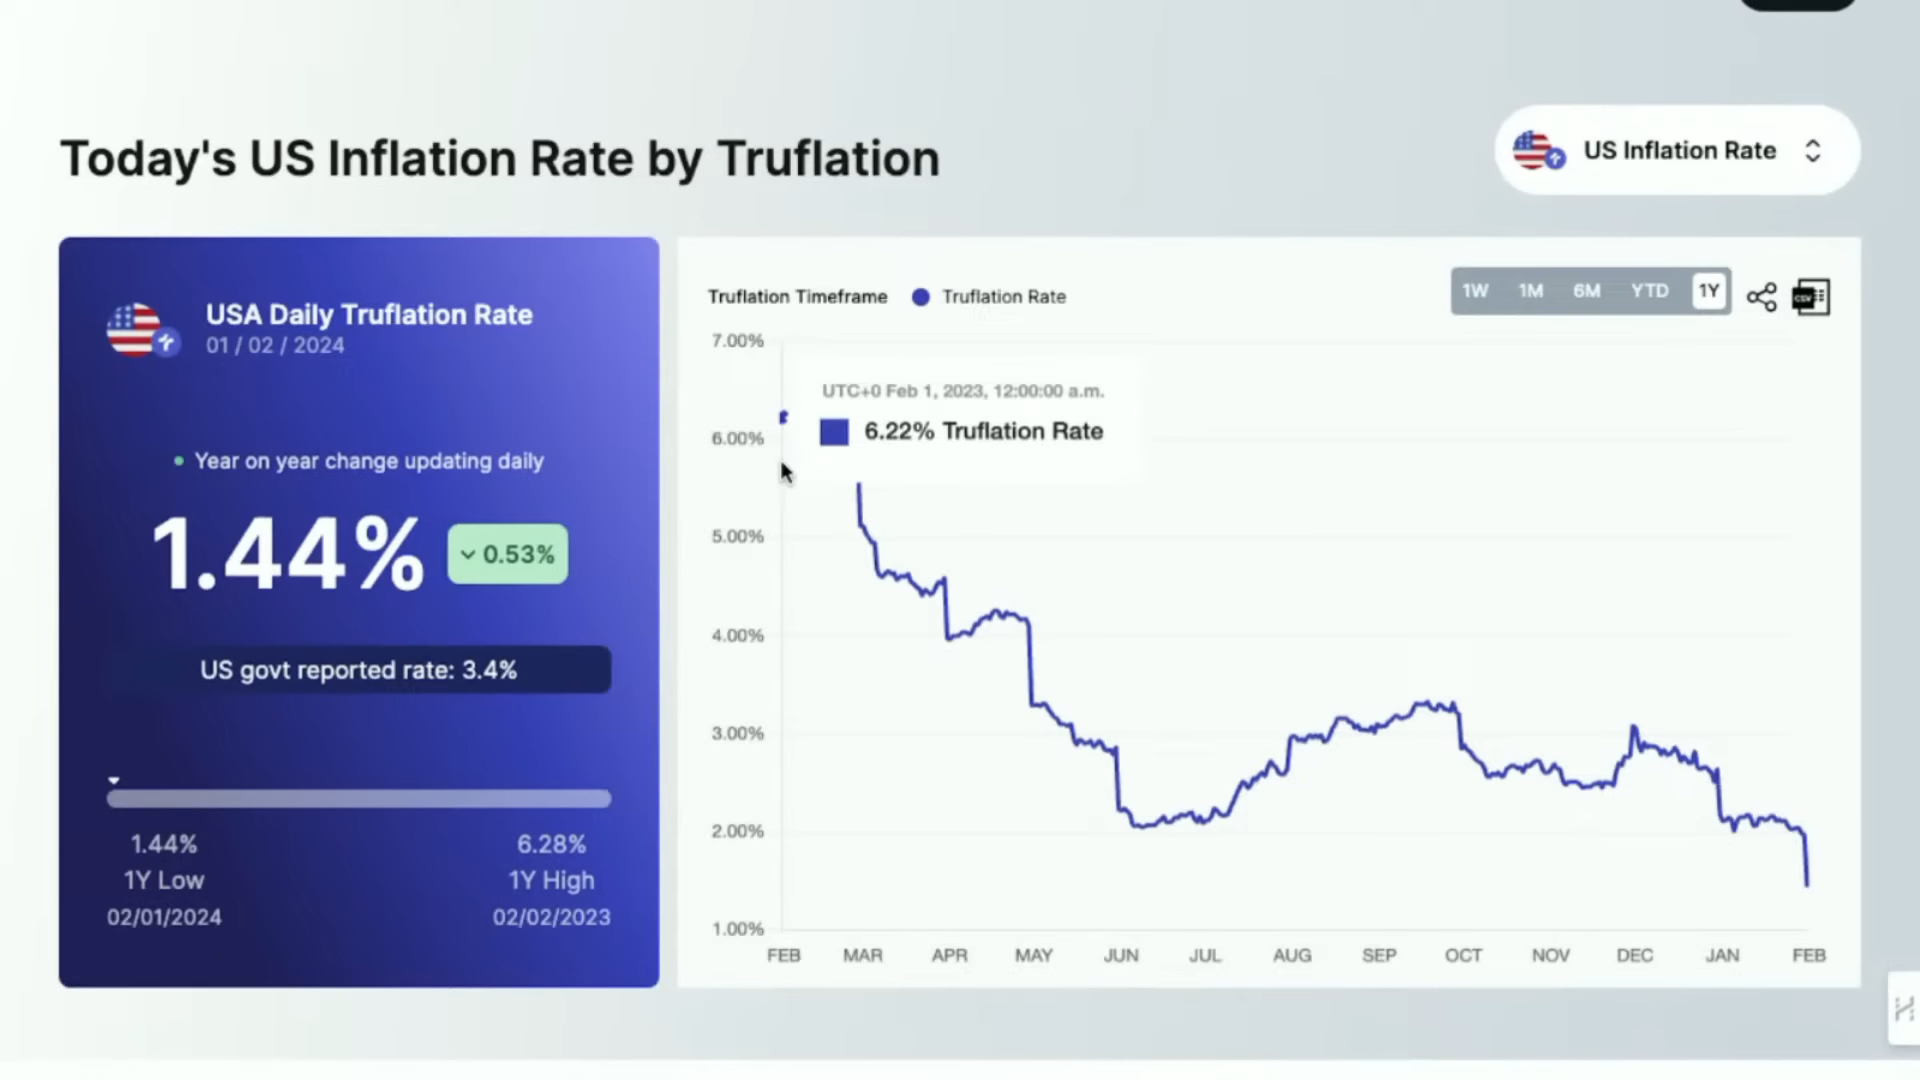 Today's US Inflation Rate by Truflation
US Inflation Rate
USA Daily Truflation Rate
01 / 02 / 2024
Year on year change updating daily
1.44%
0.53%
US govt reported rate: 3.4%
1.44%
6.28%
1Y Low
1Y High
02/01/2024
02/02/2023
Truflation Timeframe
Truflation Rate
1W
1M
6M
YTD
1Y
CSV
7.00%
UTC+0 Feb 1, 2023, 12:00:00 a.m.
6.22% Truflation Rate
6.00%
5.00%
4.00%
3.00%
2.00%
1.00%
FEB
MAR
APR
MAY
JUN
JUL
AUG
SEP
OCT
NOV
DEC
JAN
FEB